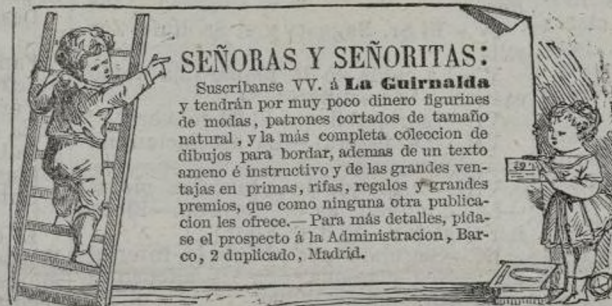 SEÑORAS Y SEÑORITAS:
Suscríbanse VV. á La Guirnalda
y tendrán por muy poco dinero figurines
de modas, patrones cortados de tamaño
natural, y la más completa coleccion de
dibujos para bordar, ademas de un texto
ameno é instructivo y de las grandes ven-
tajas en primas, rifas, regalos y grandes
premios, que como ninguna otra publica-
cion les ofrece.—Para más detalles, pída-
se el prospecto á la Administracion, Bar-
co, 2 duplicado, Madrid.